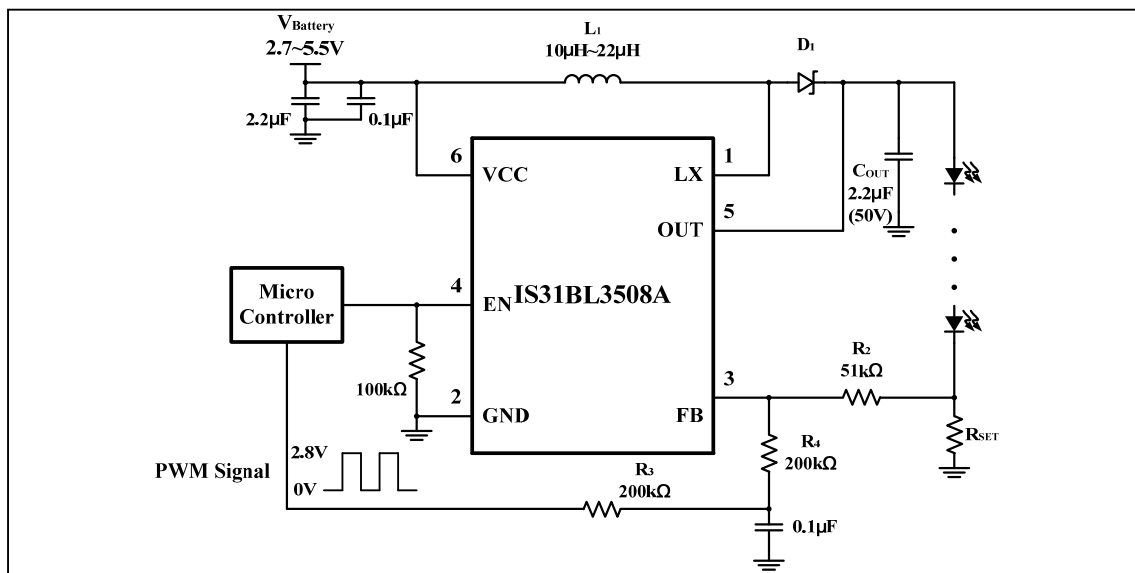 VBattery
2.7~5.5V
2.2µF
0.1µF
L1
10µH~22µH
D1
6
VCC
1
LX
5
OUT
COUT
2.2µF
(50V)
Micro
Controller
4
EN
IS31BL3508A
100kΩ
2
GND
3
FB
R2
51kΩ
RSET
R4
200kΩ
PWM Signal
2.8V
0V
R3
200kΩ
0.1µF